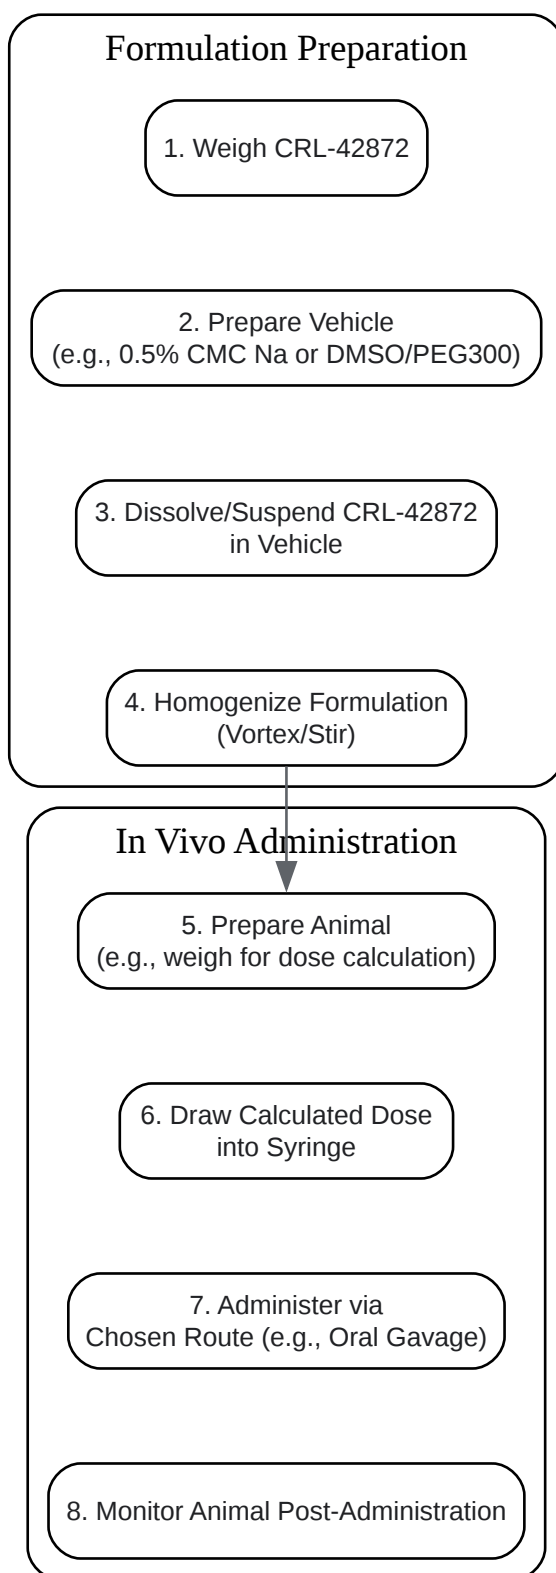 Formulation Preparation
1. Weigh CRL-42872
2. Prepare Vehicle
(e.g., 0.5% CMC Na or DMSO/PEG300)
3. Dissolve/Suspend CRL-42872
in Vehicle
4. Homogenize Formulation
(Vortex/Stir)
In Vivo Administration
5. Prepare Animal
(e.g., weigh for dose calculation)
6. Draw Calculated Dose
into Syringe
7. Administer via
Chosen Route (e.g., Oral Gavage)
8. Monitor Animal Post-Administration